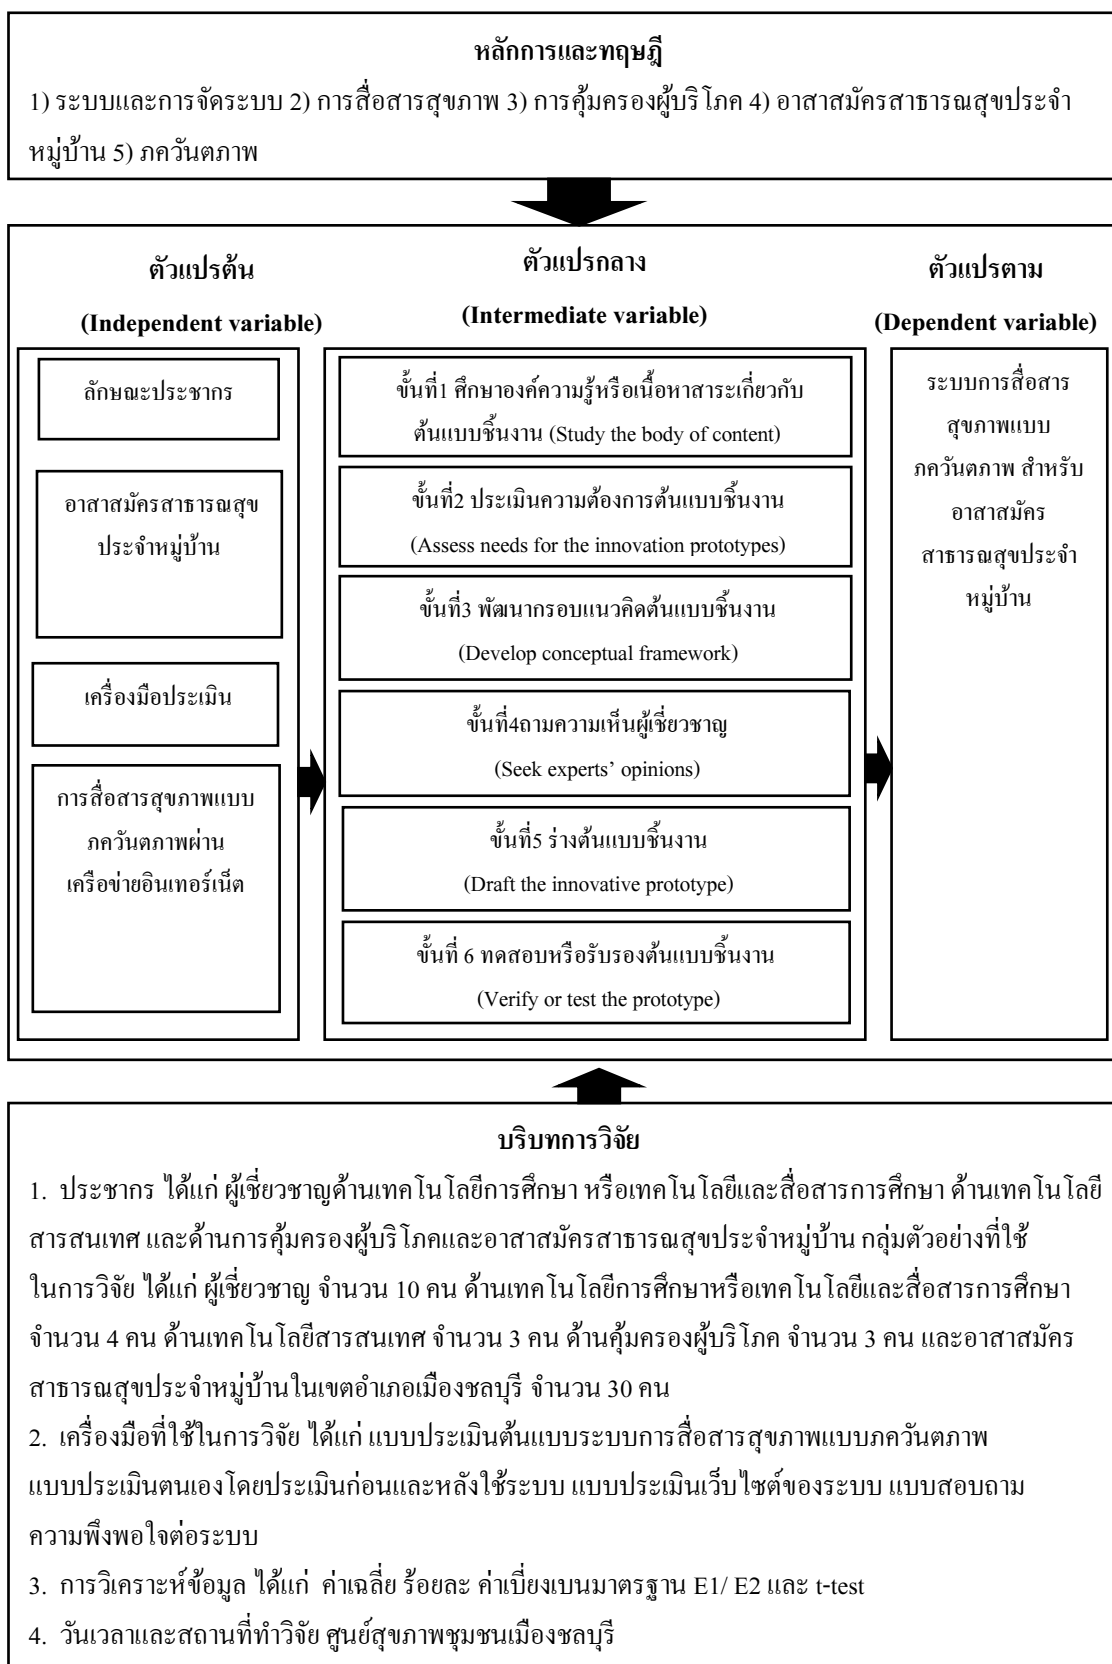 หลักการและทฤษฎี
1) ระบบและการจัดระบบ 2) การสื่อสารสุขภาพ 3) การคุ้มครองผู้บริโภค 4) อาสาสมัครสาธารณสุขประจำ
หมู่บ้าน 5) ภควันตภาพ
ตัวแปรต้น
(Independent variable)
ลักษณะประชากร
อาสาสมัครสาธารณสุข
ประจำหมู่บ้าน
เครื่องมือประเมิน
การสื่อสารสุขภาพแบบ
ภควันตภาพผ่าน
เครือข่ายอินเทอร์เน็ต
ตัวแปรกลาง
(Intermediate variable)
ขั้นที่1 ศึกษาองค์ความรู้หรือเนื้อหาสาระเกี่ยวกับ
ต้นแบบชิ้นงาน (Study the body of content)
ขั้นที่2 ประเมินความต้องการต้นแบบชิ้นงาน
(Assess needs for the innovation prototypes)
ขั้นที่3 พัฒนากรอบแนวคิดต้นแบบชิ้นงาน
(Develop conceptual framework)
ขั้นที่4ถามความเห็นผู้เชี่ยวชาญ
(Seek experts’ opinions)
ขั้นที่5 ร่างต้นแบบชิ้นงาน
(Draft the innovative prototype)
ขั้นที่ 6 ทดสอบหรือรับรองต้นแบบชิ้นงาน
(Verify or test the prototype)
ตัวแปรตาม
(Dependent variable)
ระบบการสื่อสาร
สุขภาพแบบ
ภควันตภาพ สำหรับ
อาสาสมัคร
สาธารณสุขประจำ
หมู่บ้าน
บริบทการวิจัย
1. ประชากร ได้แก่ ผู้เชี่ยวชาญด้านเทคโนโลยีการศึกษา หรือเทคโนโลยีและสื่อสารการศึกษา ด้านเทคโนโลยี
สารสนเทศ และด้านการคุ้มครองผู้บริโภคและอาสาสมัครสาธารณสุขประจำหมู่บ้าน กลุ่มตัวอย่างที่ใช้
ในการวิจัย ได้แก่ ผู้เชี่ยวชาญ จำนวน 10 คน ด้านเทคโนโลยีการศึกษาหรือเทคโนโลยีและสื่อสารการศึกษา
จำนวน 4 คน ด้านเทคโนโลยีสารสนเทศ จำนวน 3 คน ด้านคุ้มครองผู้บริโภค จำนวน 3 คน และอาสาสมัคร
สาธารณสุขประจำหมู่บ้านในเขตอำเภอเมืองชลบุรี จำนวน 30 คน
2. เครื่องมือที่ใช้ในการวิจัย ได้แก่ แบบประเมินต้นแบบระบบการสื่อสารสุขภาพแบบภควันตภาพ
แบบประเมินตนเองโดยประเมินก่อนและหลังใช้ระบบ แบบประเมินเว็บไซต์ของระบบ แบบสอบถาม
ความพึงพอใจต่อระบบ
3. การวิเคราะห์ข้อมูล ได้แก่ ค่าเฉลี่ย ร้อยละ ค่าเบี่ยงเบนมาตรฐาน E1/ E2 และ t-test
4. วันเวลาและสถานที่ทำวิจัย ศูนย์สุขภาพชุมชนเมืองชลบุรี